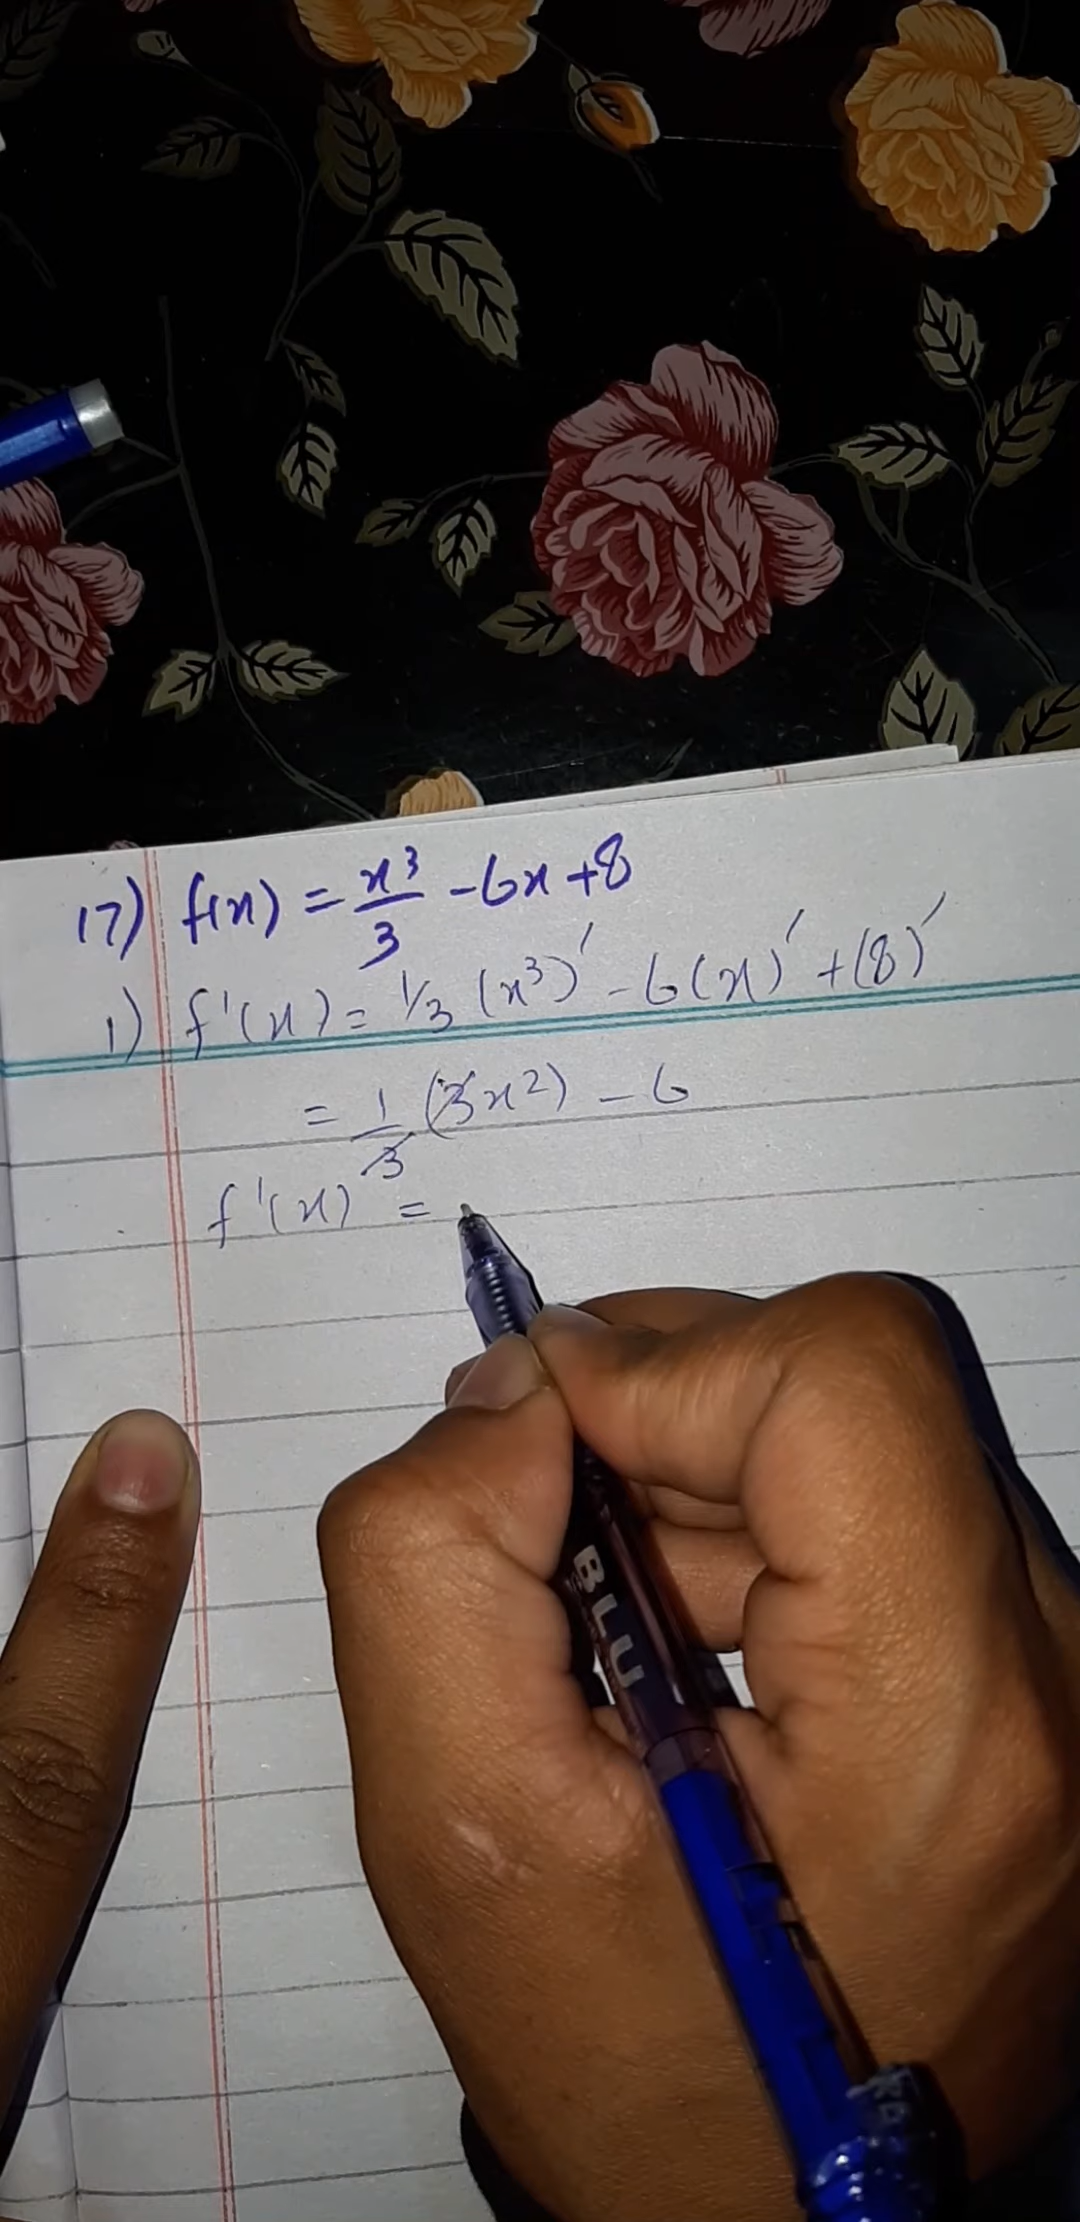 17) f(x) = x³/3 - 6x + 8
1) f'(x) = 1/3 (x³)' - 6(x)' + (8)'
= 1/3 (3x²) - 6
f'(x) =
BLU